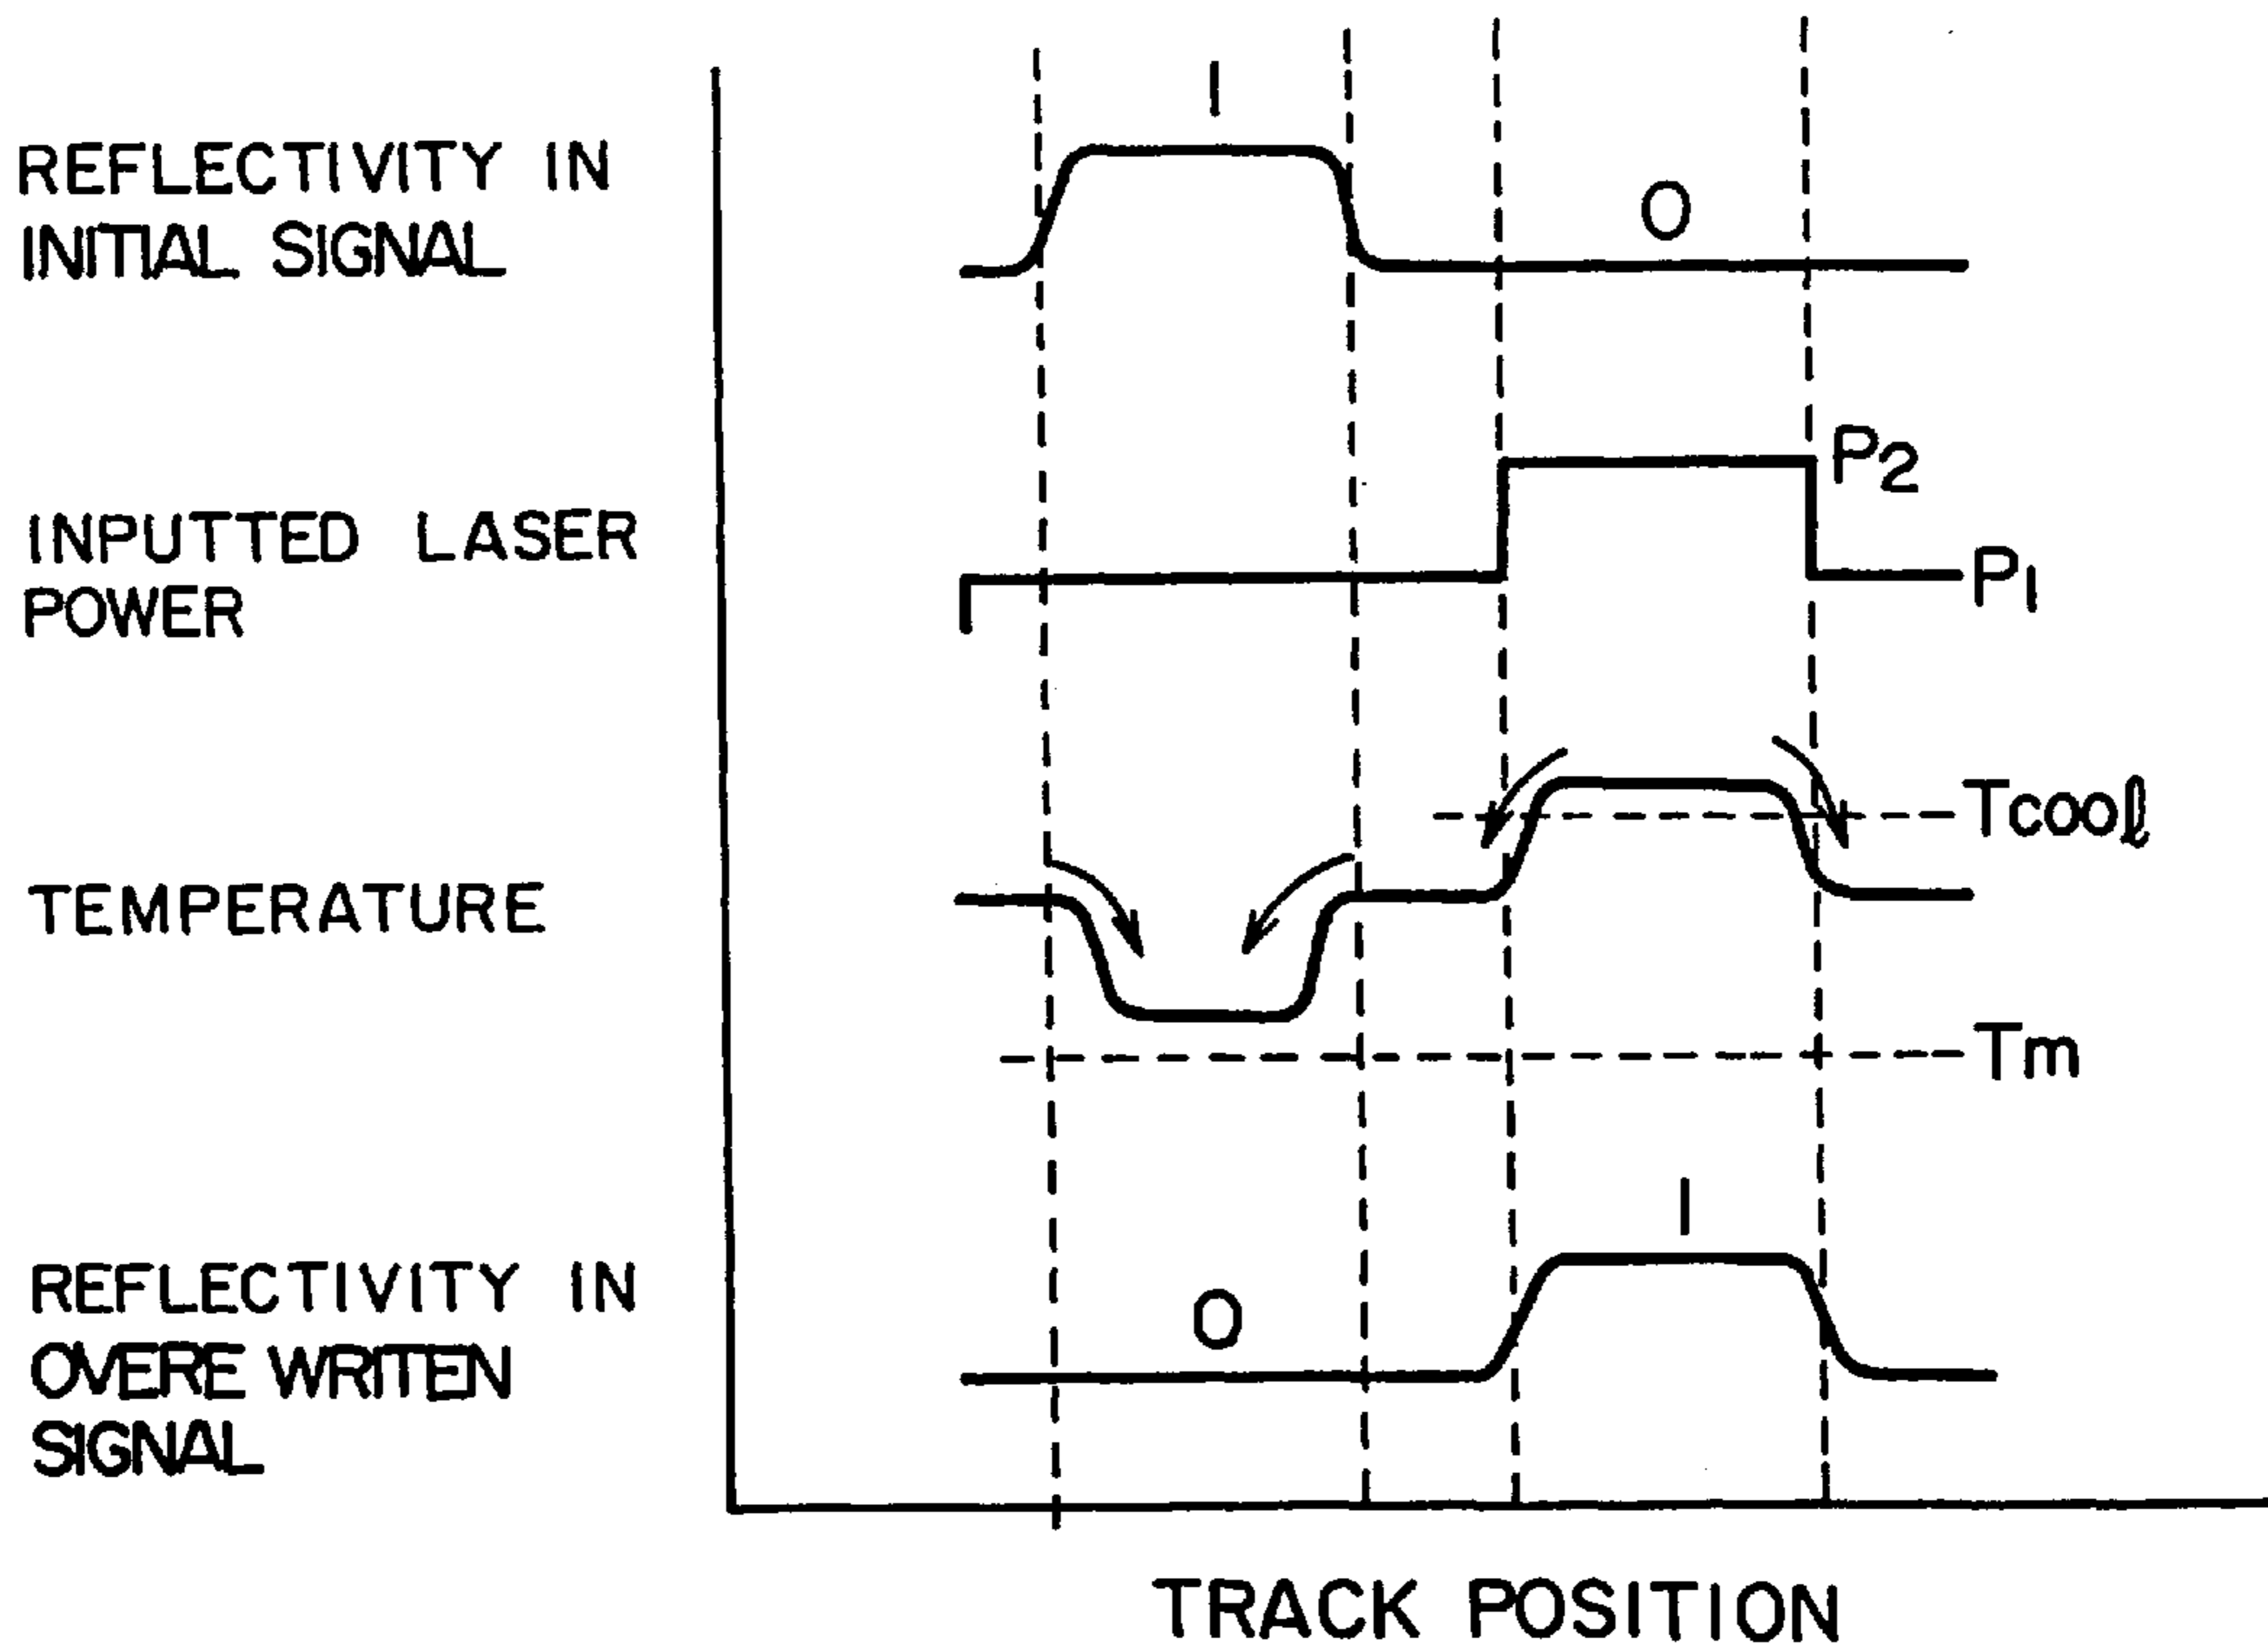 REFLECTIVITY IN
INITIAL SIGNAL
1
0
INPUTTED LASER
POWER
P2
P1
TEMPERATURE
Tcool
Tm
REFLECTIVITY IN
OVERE WRITEN
SIGNAL
0
1
TRACK POSITION